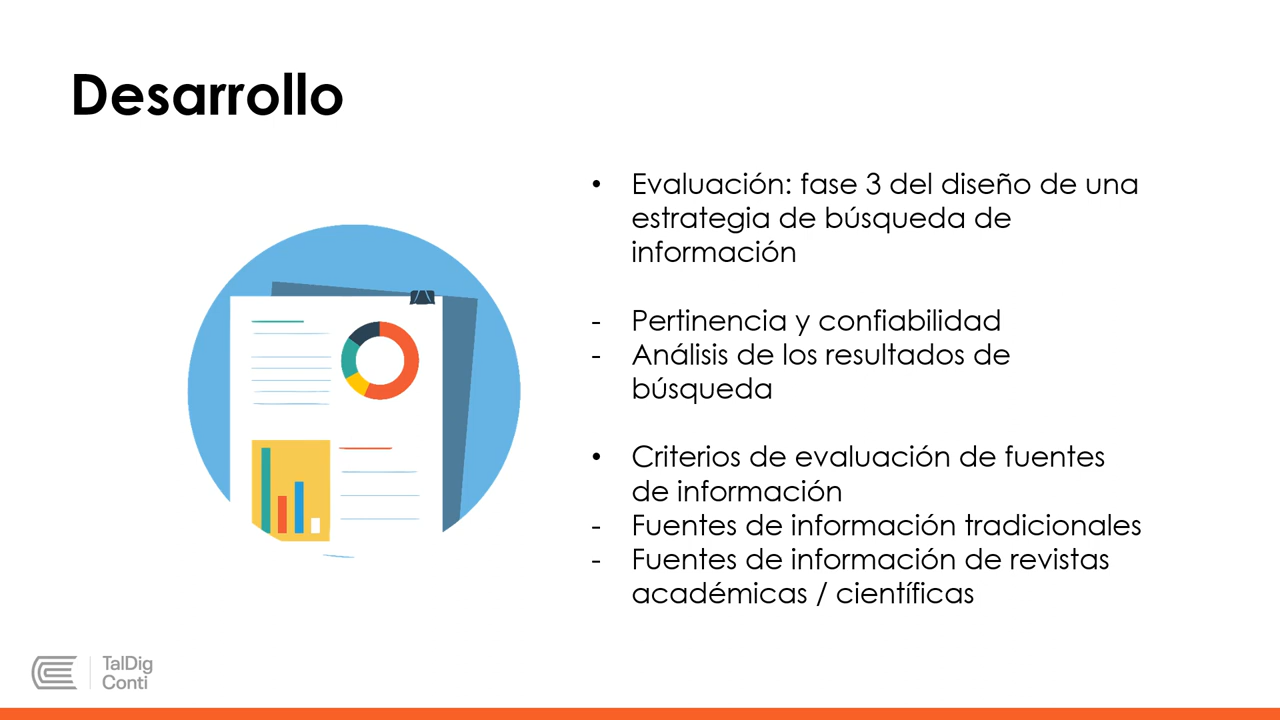 Desarrollo
• Evaluación: fase 3 del diseño de una
estrategia de búsqueda de
información
- Pertinencia y confiabilidad
- Análisis de los resultados de
búsqueda
• Criterios de evaluación de fuentes
de información
- Fuentes de información tradicionales
- Fuentes de información de revistas
académicas / científicas
TalDig
Conti